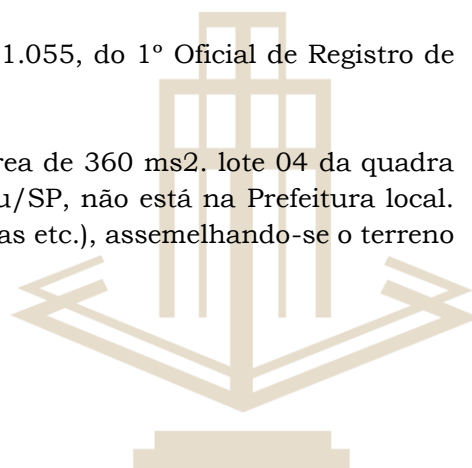 1.055, do 1º Oficial de Registro de
rea de 360 ms2. lote 04 da quadra
u/SP, não está na Prefeitura local.
as etc.), assemelhando-se o terreno